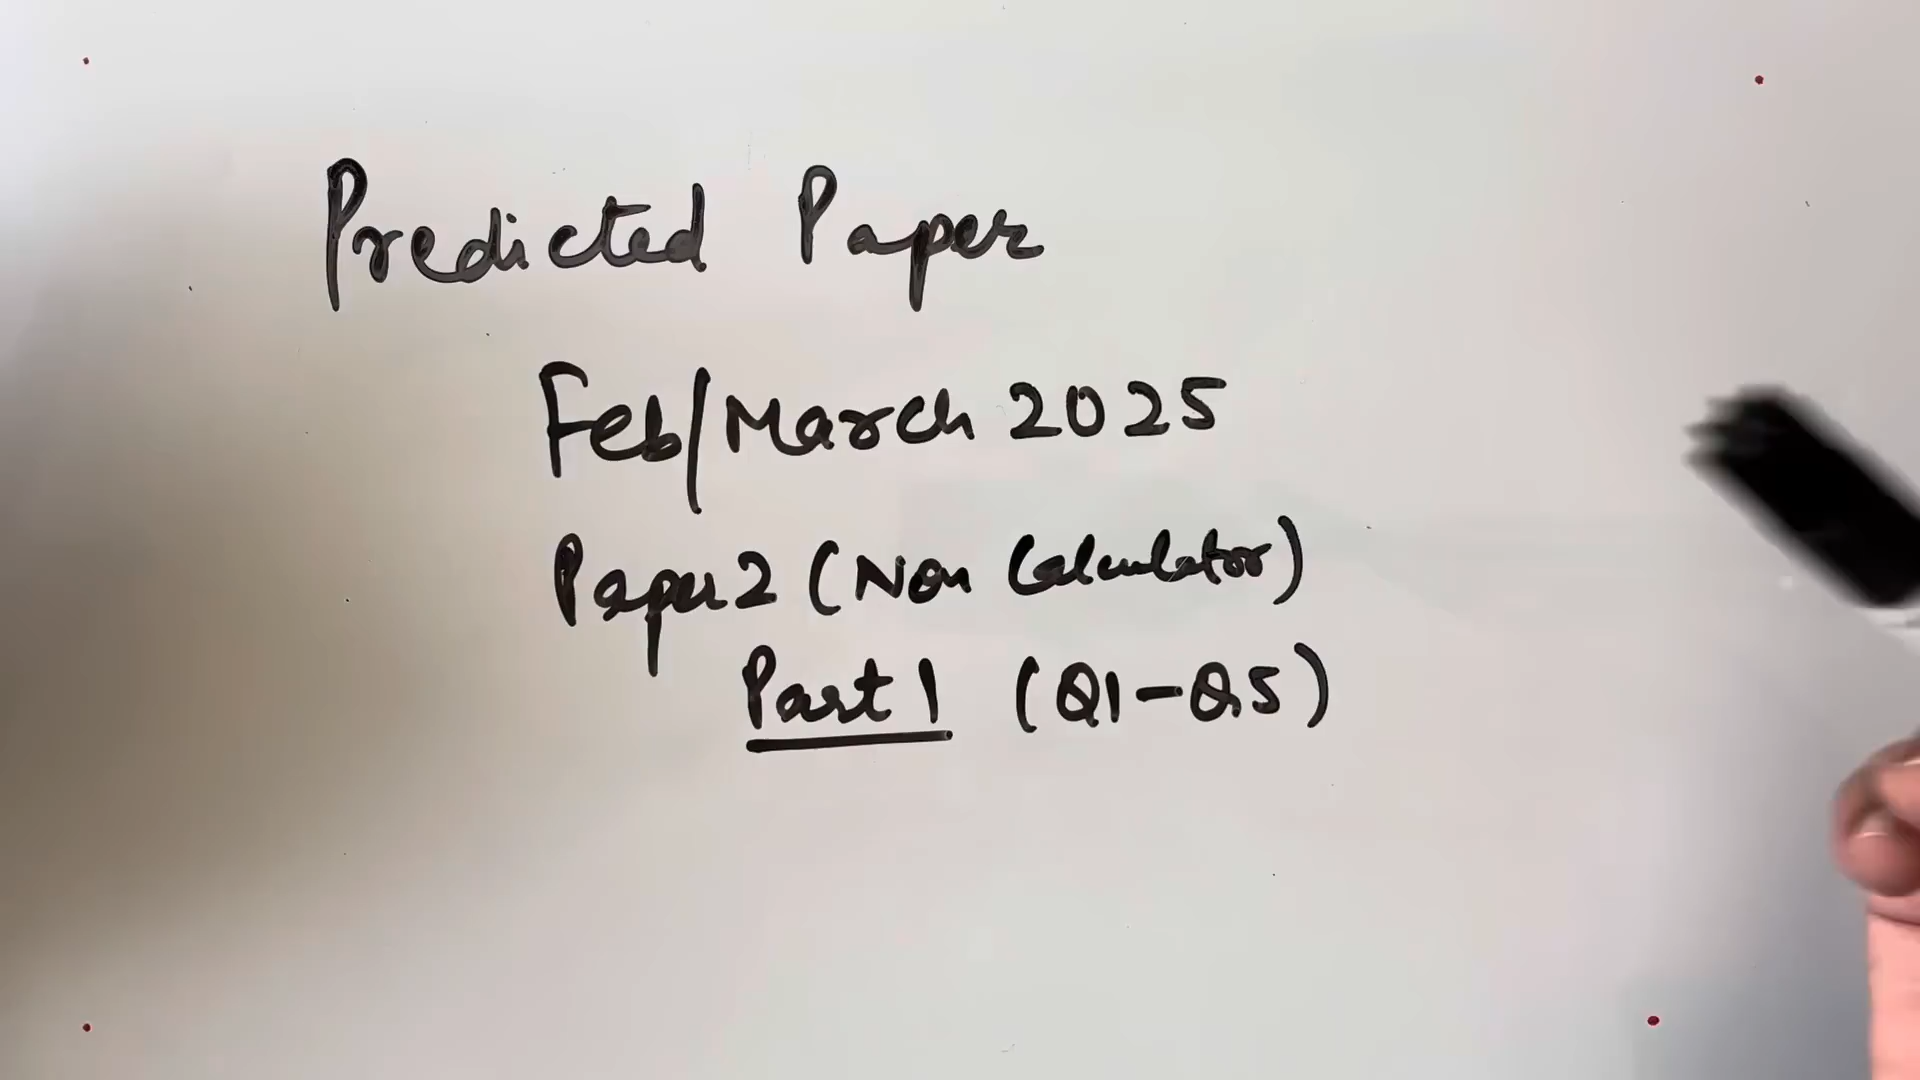 Predicted Paper
Feb/March 2025
Paper 2 (Non Calculator)
Part 1 (Q1-Q5)